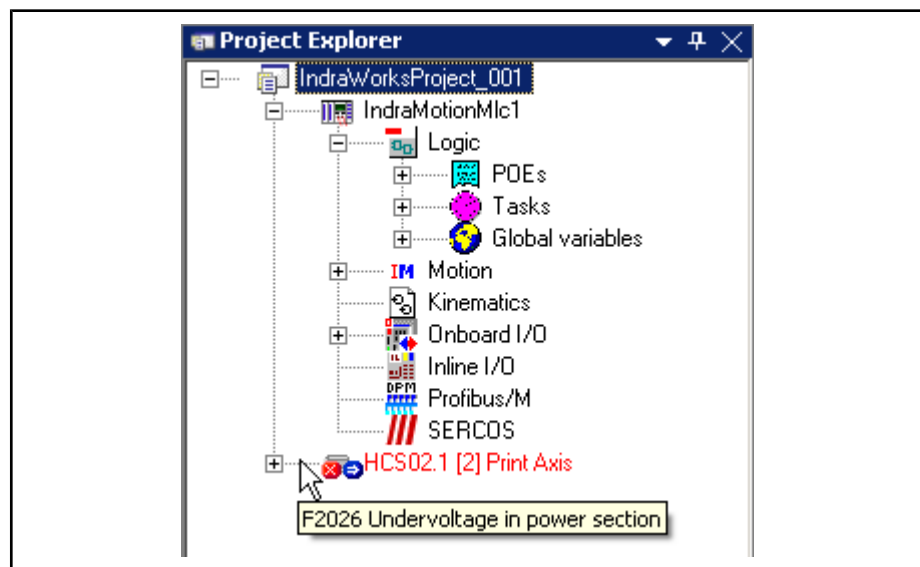 Project Explorer
IndraWorksProject_001
IndraMotionMlc1
Logic
POEs
Tasks
Global variables
IM Motion
Kinematics
Onboard I/O
Inline I/O
DPM
Profibus/M
SERCOS
HCS02.1 [2] Print Axis
F2026 Undervoltage in power section